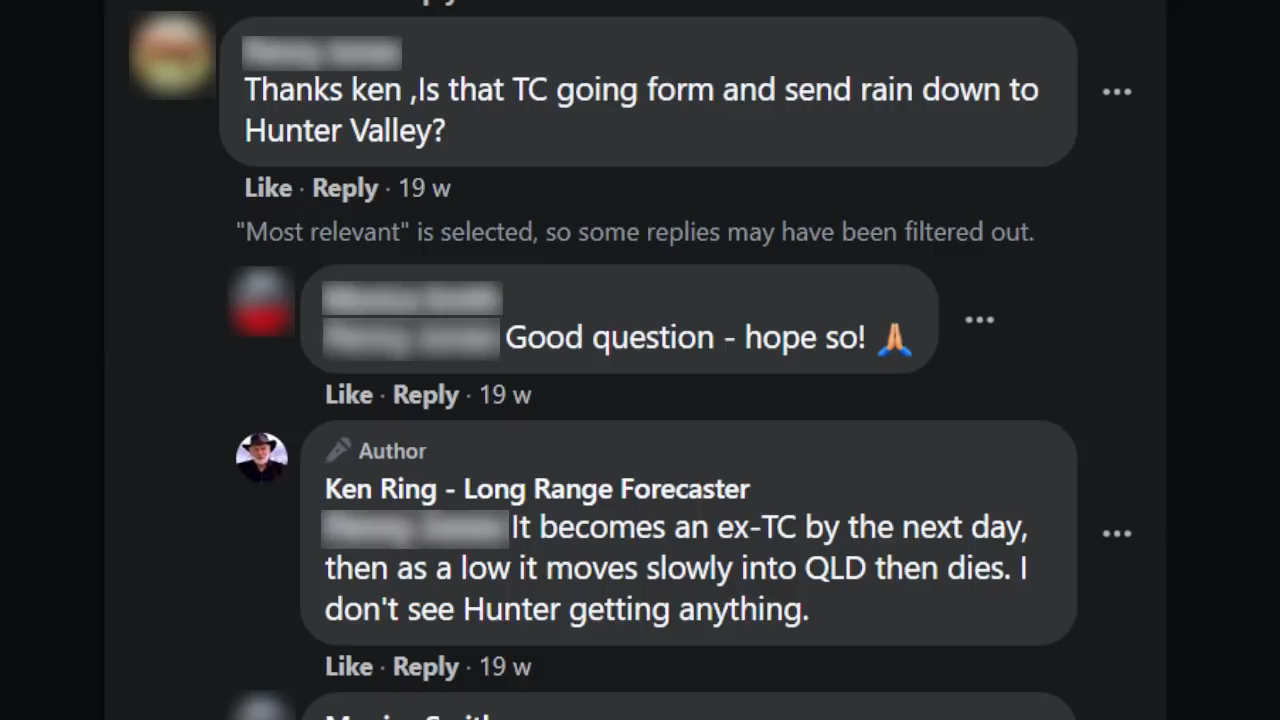 Thanks ken ,Is that TC going form and send rain down to
Hunter Valley?
Like · Reply · 19 w
"Most relevant" is selected, so some replies may have been filtered out.
Good question - hope so! 🙏
Like · Reply · 19 w
Author
Ken Ring - Long Range Forecaster
It becomes an ex-TC by the next day,
then as a low it moves slowly into QLD then dies. I
don't see Hunter getting anything.
Like · Reply · 19 w